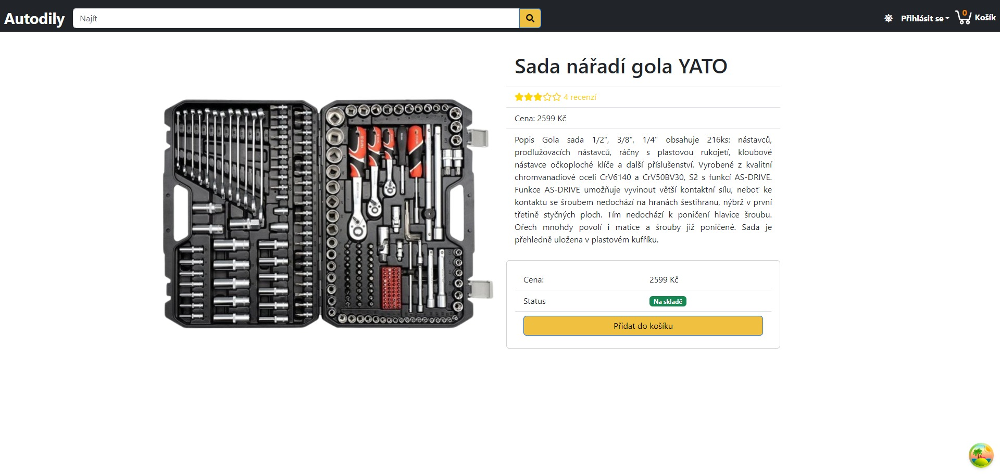 Autodily
Najít
Přihlásit se
0
Košík
Sada nářadí gola YATO
4 recenzí
Cena: 2599 Kč
Popis Gola sada 1/2", 3/8", 1/4" obsahuje 216ks: nástavců,
prodlužovacích nástavců, ráčny s plastovou rukojetí, kloubové
nástavce očkoploché klíče a další příslušenství. Vyrobené z kvalitní
chromvanadiové oceli CrV6140 a CrV50BV30, S2 s funkcí AS-DRIVE.
Funkce AS-DRIVE umožňuje vyvinout větší kontaktní sílu, neboť ke
kontaktu se šroubem nedochází na hranách šestihranu, nýbrž v první
třetině styčných ploch. Tím nedochází k poničení hlavice šroubu.
Ořech mnohdy povolí i matice a šrouby již poničené. Sada je
přehledně uložena v plastovém kufříku.
Cena: 2599 Kč
Status Na skladě
Přidat do košíku